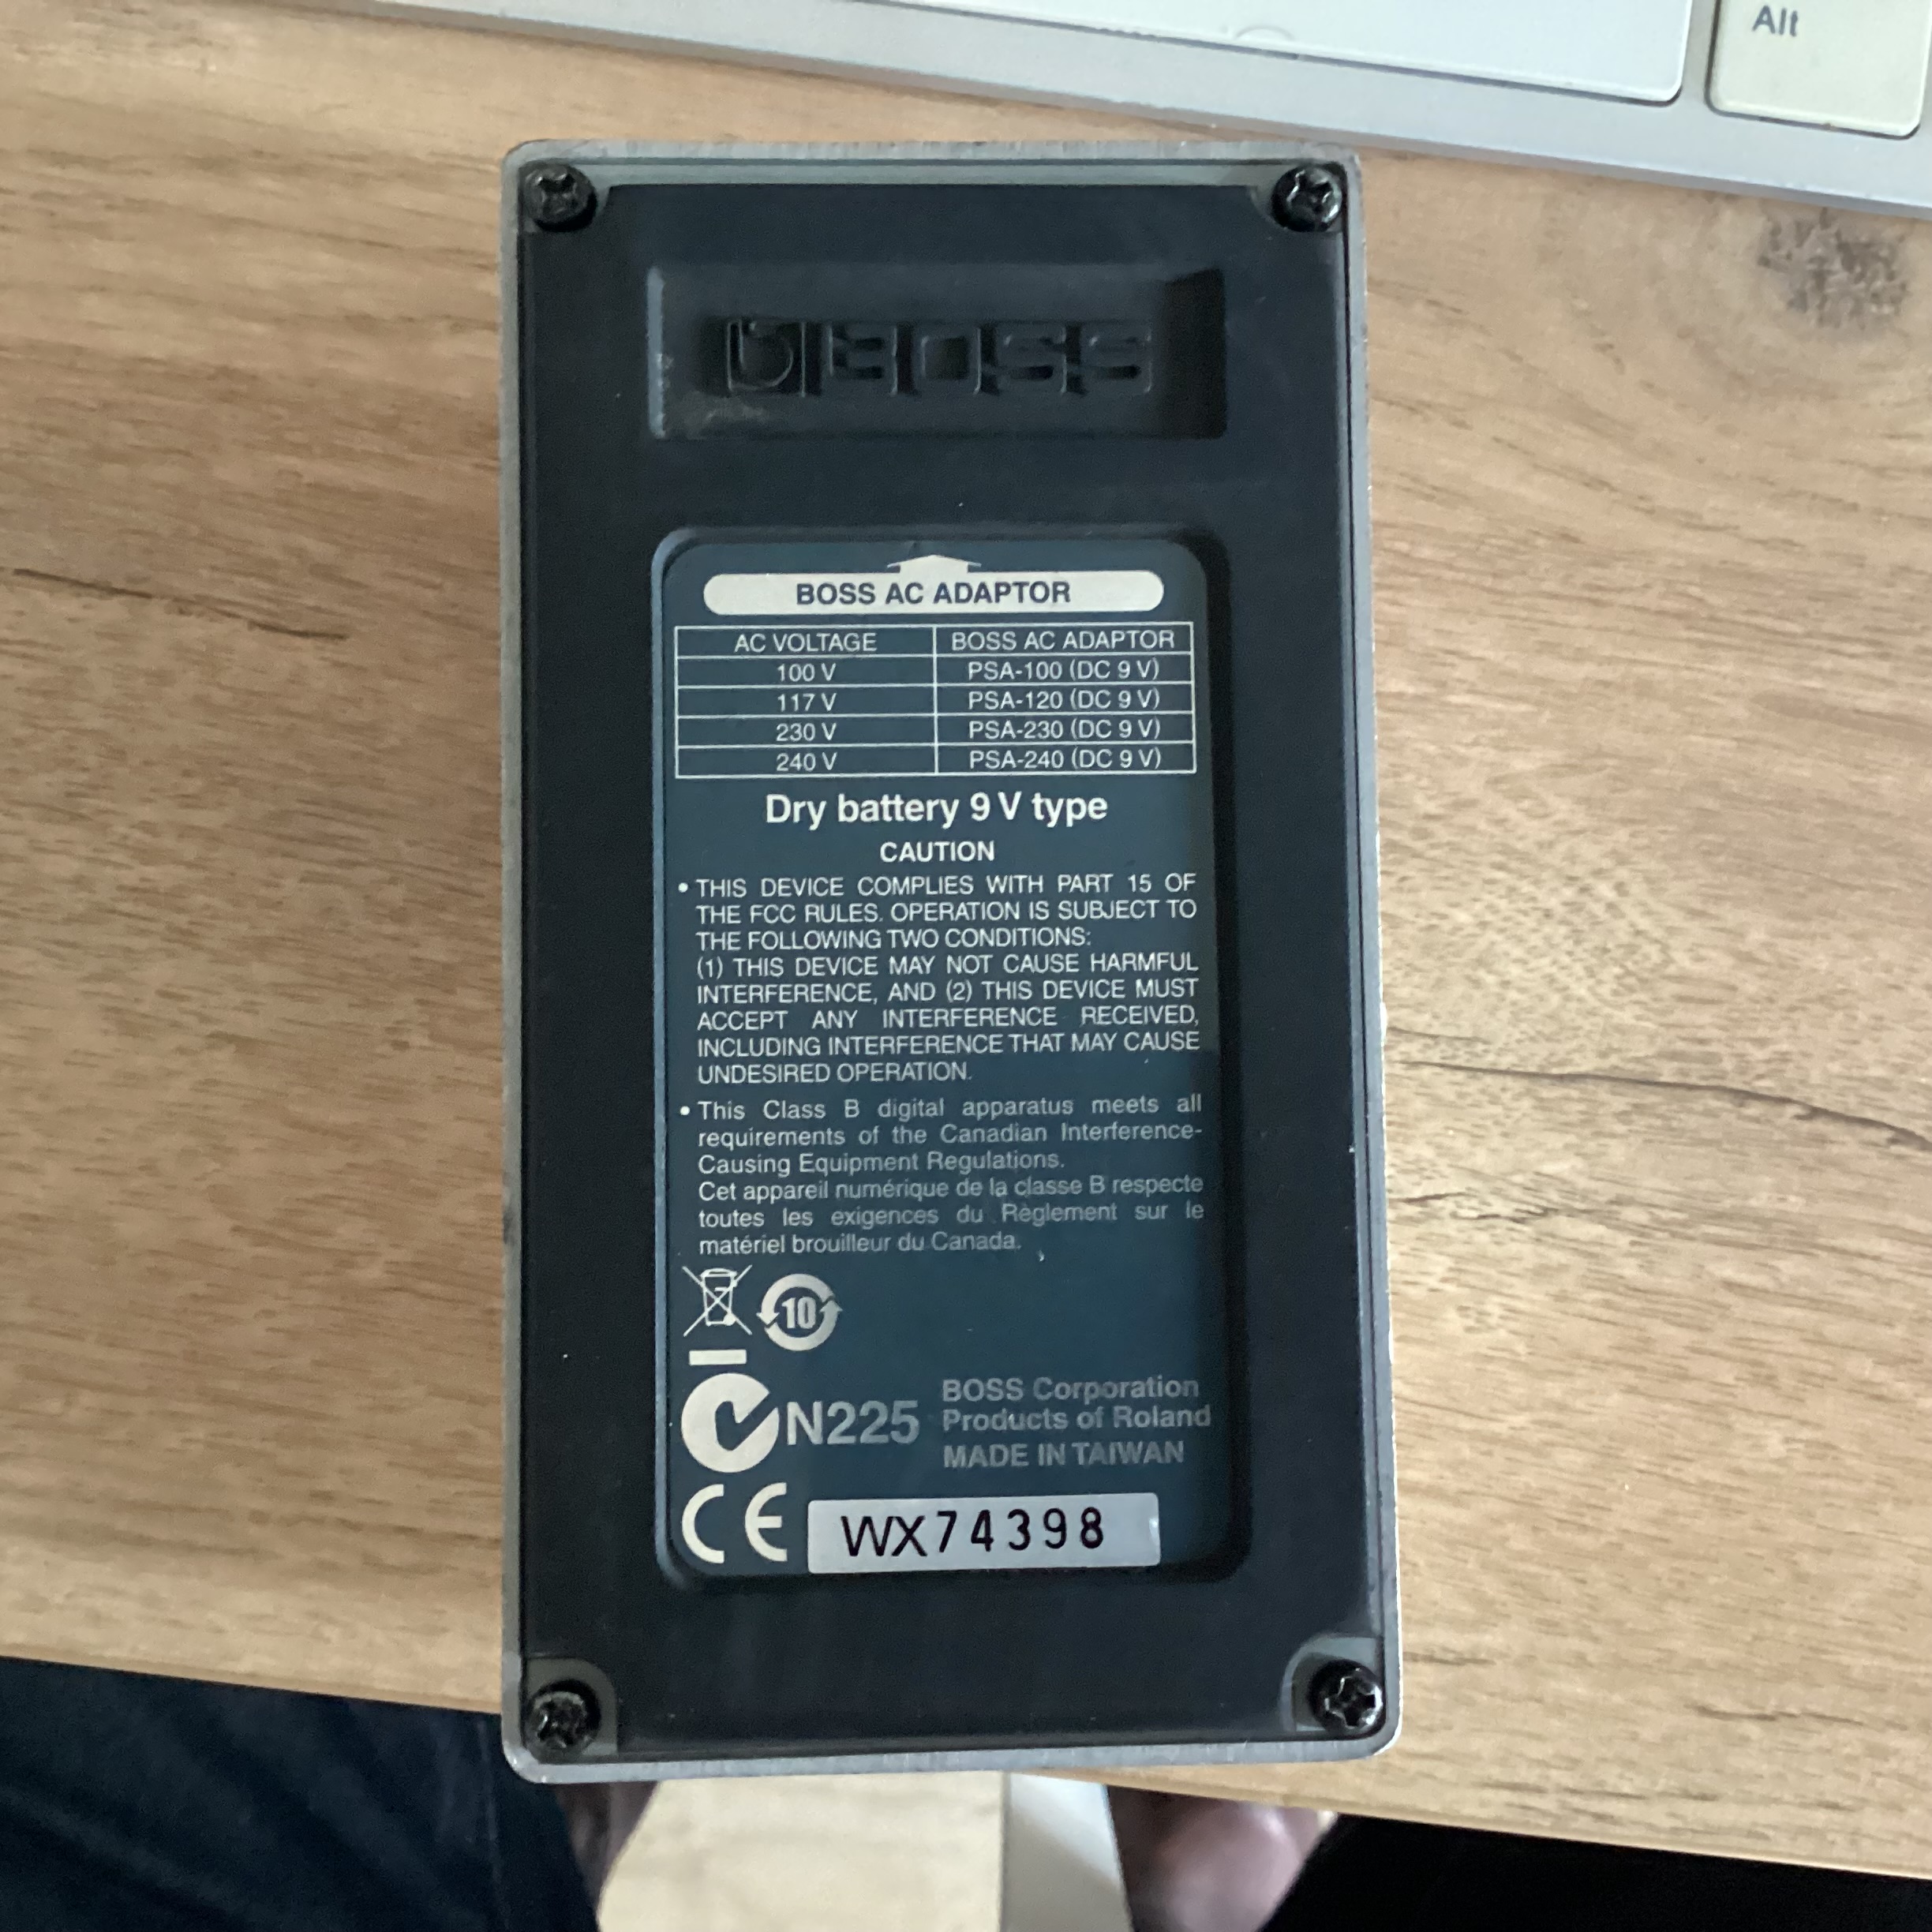 Alt
BOSS
BOSS AC ADAPTOR
AC VOLTAGE BOSS AC ADAPTOR
100 V PSA-100 (DC 9 V)
117 V PSA-120 (DC 9 V)
230 V PSA-230 (DC 9 V)
240 V PSA-240 (DC 9 V)
Dry battery 9 V type
CAUTION
• THIS DEVICE COMPLIES WITH PART 15 OF
THE FCC RULES. OPERATION IS SUBJECT TO
THE FOLLOWING TWO CONDITIONS:
(1) THIS DEVICE MAY NOT CAUSE HARMFUL
INTERFERENCE, AND (2) THIS DEVICE MUST
ACCEPT ANY INTERFERENCE RECEIVED,
INCLUDING INTERFERENCE THAT MAY CAUSE
UNDESIRED OPERATION.
• This Class B digital apparatus meets all
requirements of the Canadian Interference-
Causing Equipment Regulations.
Cet appareil numérique de la classe B respecte
toutes les exigences du Règlement sur le
matériel brouilleur du Canada.
10
N225
BOSS Corporation
Products of Roland
MADE IN TAIWAN
CE
WX74398